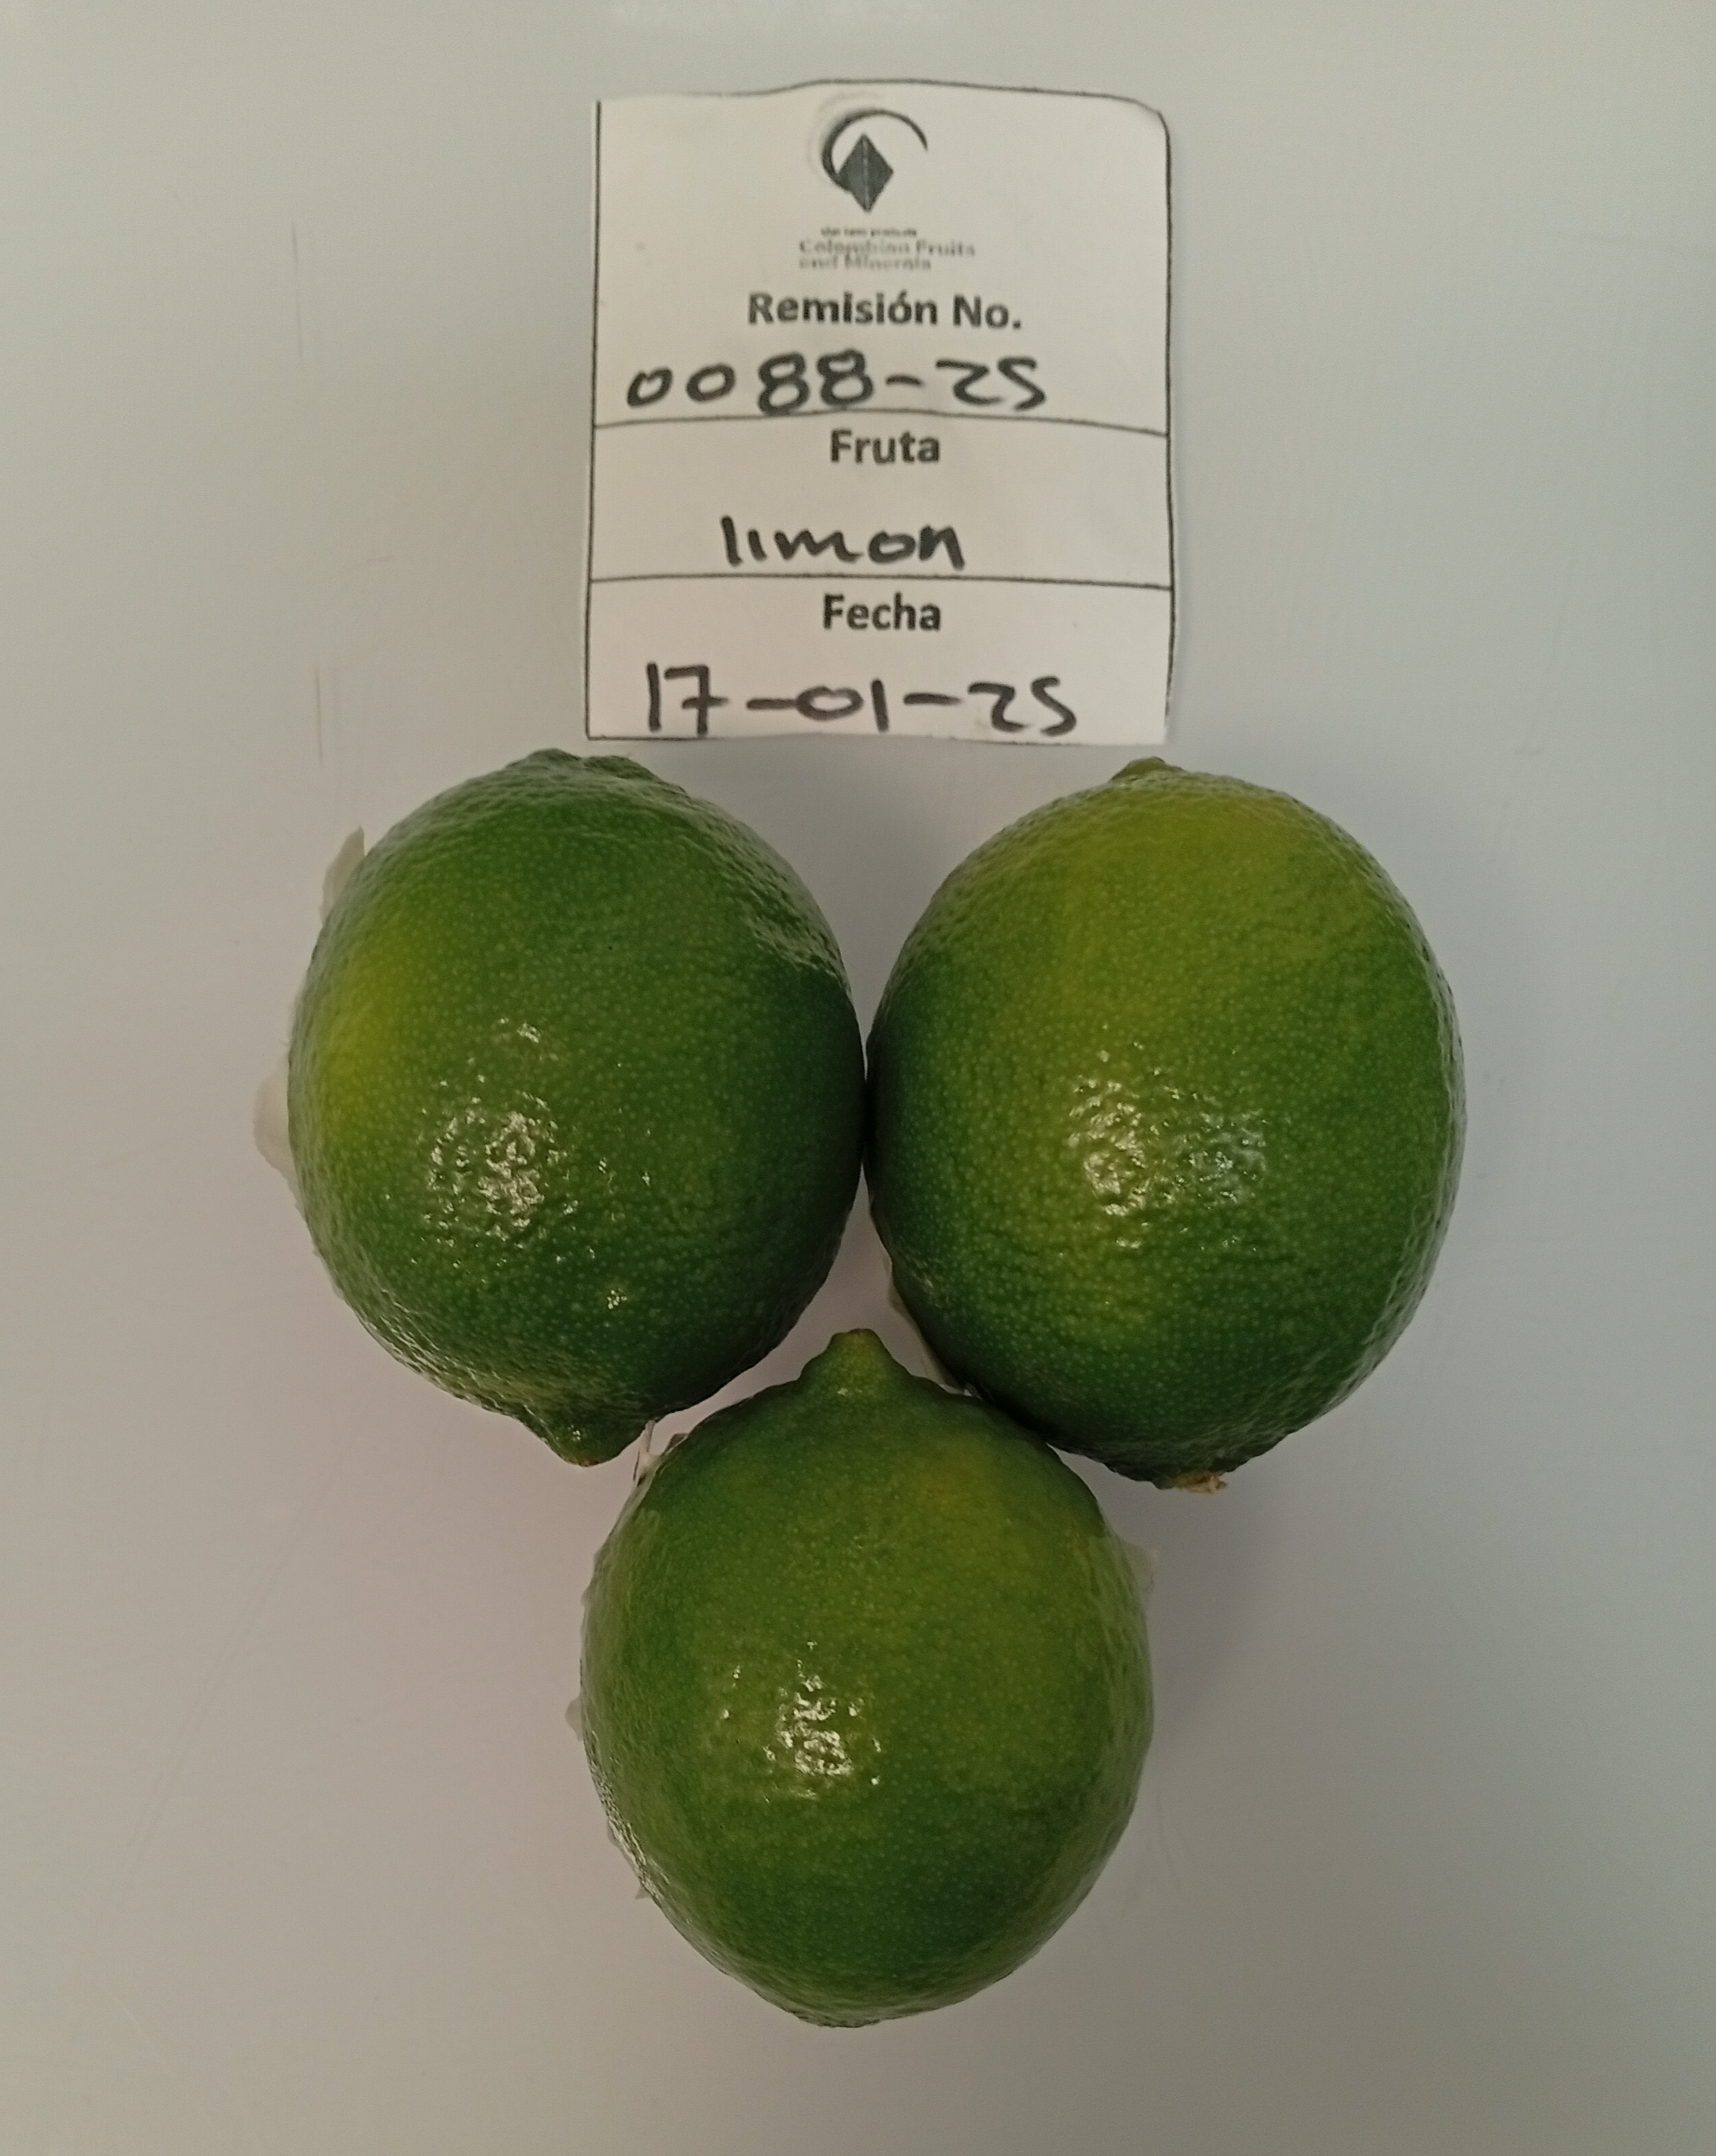 Colombian Fruits
and Minerals
Remisión No.
0088-25
Fruta
limon
Fecha
17-01-25